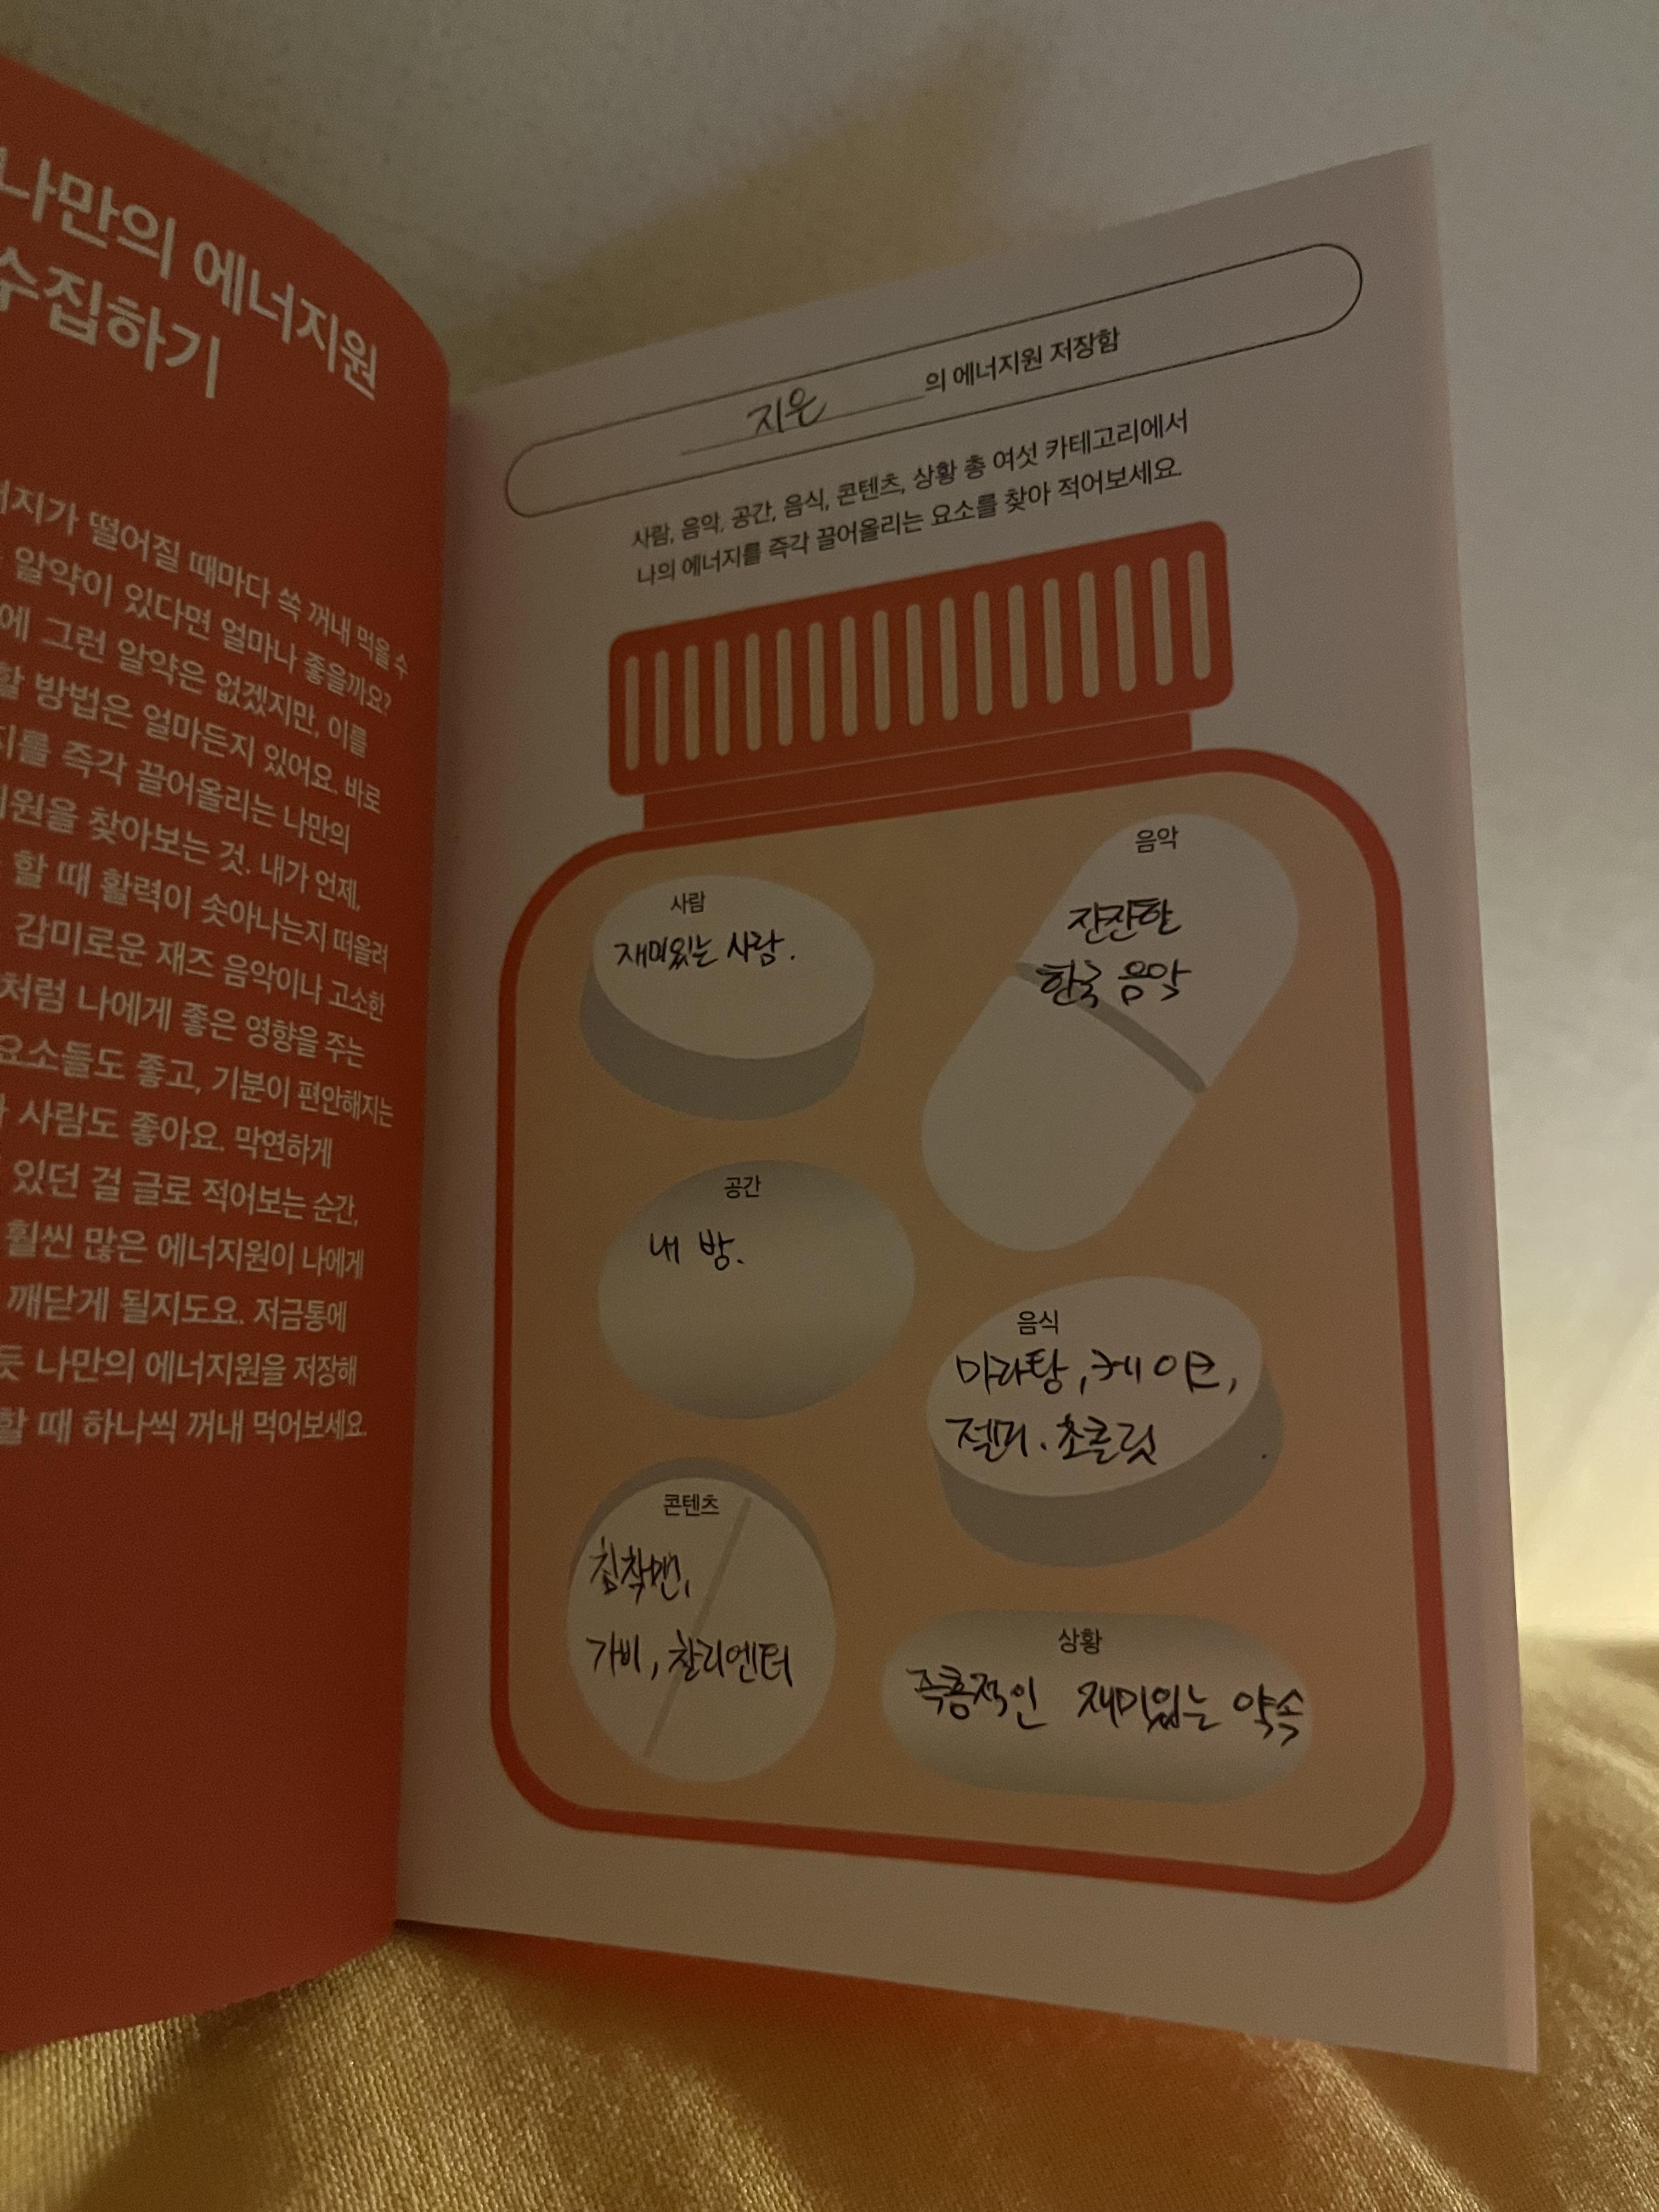 나만의 에너지원
수집하기
떨어질 때마다 쏙 꺼내 먹을 수
알약이 있다면 얼마나 좋을까요?
에 그런 알약은 없겠지만, 이를
할 방법은 얼마든지 있어요. 바로
를 즉각 끌어올리는 나만의
원을 찾아보는 것. 내가 언제,
할 때 활력이 솟아나는지 떠올려
감미로운 재즈 음악이나 고소한
처럼 나에게 좋은 영향을 주는
요소들도 좋고, 기분이 편안해지는
사람도 좋아요. 막연하게
있던 걸 글로 적어보는 순간,
훨씬 많은 에너지원이 나에게
깨닫게 될지도요. 저금통에
듯 나만의 에너지원을 저장해
할 때 하나씩 꺼내 먹어보세요.
지은의 에너지원 저장함
사람, 음악, 공간, 음식, 콘텐츠, 상황 총 여섯 카테고리에서
나의 에너지를 즉각 끌어올리는 요소를 찾아 적어보세요.
사람
재미있는 사람.
음악
잔잔한
한국 음악
공간
내 방.
음식
마라탕, 케이크,
젤리. 초콜릿
콘텐츠
침착맨,
가비, 찰리엔터
상황
즉흥적인 재미있는 약속